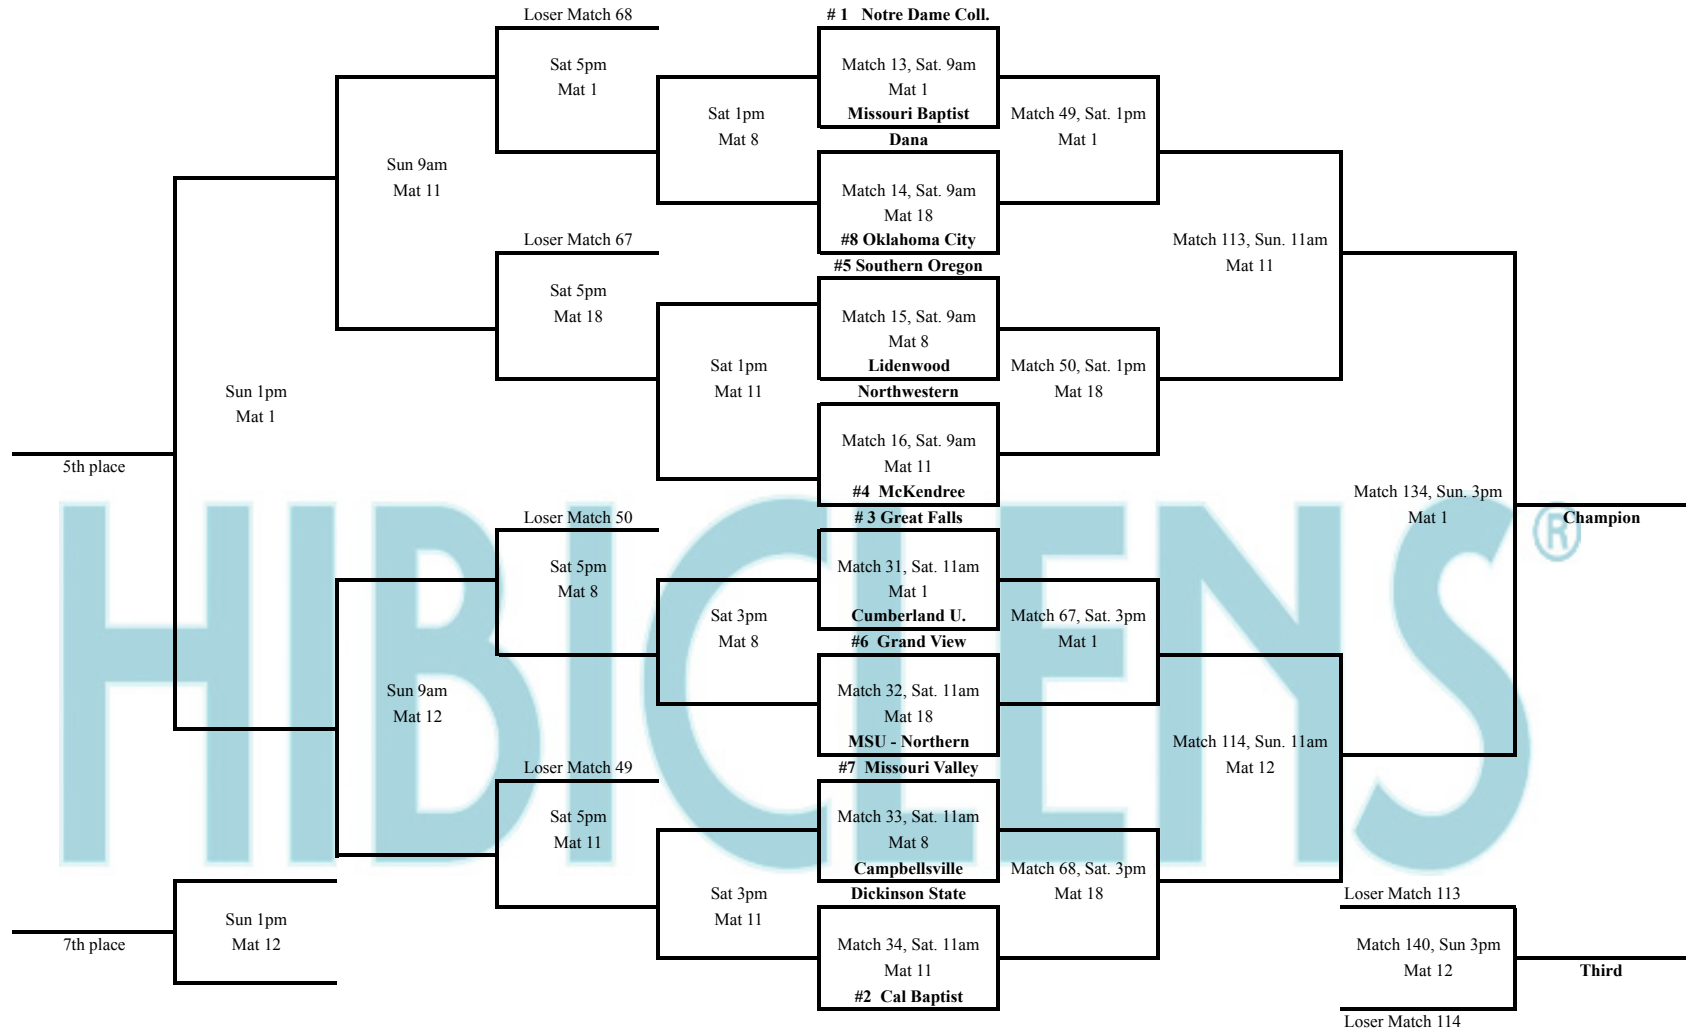 Loser Match 68
# 1 Notre Dame Coll.
Sat 5pm
Mat 1
Match 13, Sat. 9am
Mat 1
Sat 1pm
Mat 8
Missouri Baptist
Match 49, Sat. 1pm
Mat 1
Dana
Sun 9am
Mat 11
Match 14, Sat. 9am
Mat 18
Loser Match 67
#8 Oklahoma City
Match 113, Sun. 11am
Mat 11
#5 Southern Oregon
Sat 5pm
Mat 18
Match 15, Sat. 9am
Mat 8
Sat 1pm
Mat 11
Lidenwood
Match 50, Sat. 1pm
Mat 18
Sun 1pm
Mat 1
Northwestern
Match 16, Sat. 9am
Mat 11
5th place
#4 McKendree
Match 134, Sun. 3pm
Mat 1
Loser Match 50
# 3 Great Falls
Champion
HIBICLENS®
Sat 5pm
Mat 8
Match 31, Sat. 11am
Mat 1
Sat 3pm
Mat 8
Cumberland U.
Match 67, Sat. 3pm
Mat 1
#6 Grand View
Sun 9am
Mat 12
Match 32, Sat. 11am
Mat 18
MSU - Northern
Match 114, Sun. 11am
Mat 12
Loser Match 49
#7 Missouri Valley
Sat 5pm
Mat 11
Match 33, Sat. 11am
Mat 8
Campbellsville
Match 68, Sat. 3pm
Mat 18
Sat 3pm
Mat 11
Dickinson State
Loser Match 113
Sun 1pm
Mat 12
7th place
Match 34, Sat. 11am
Mat 11
Match 140, Sun 3pm
Mat 12
Third
#2 Cal Baptist
Loser Match 114